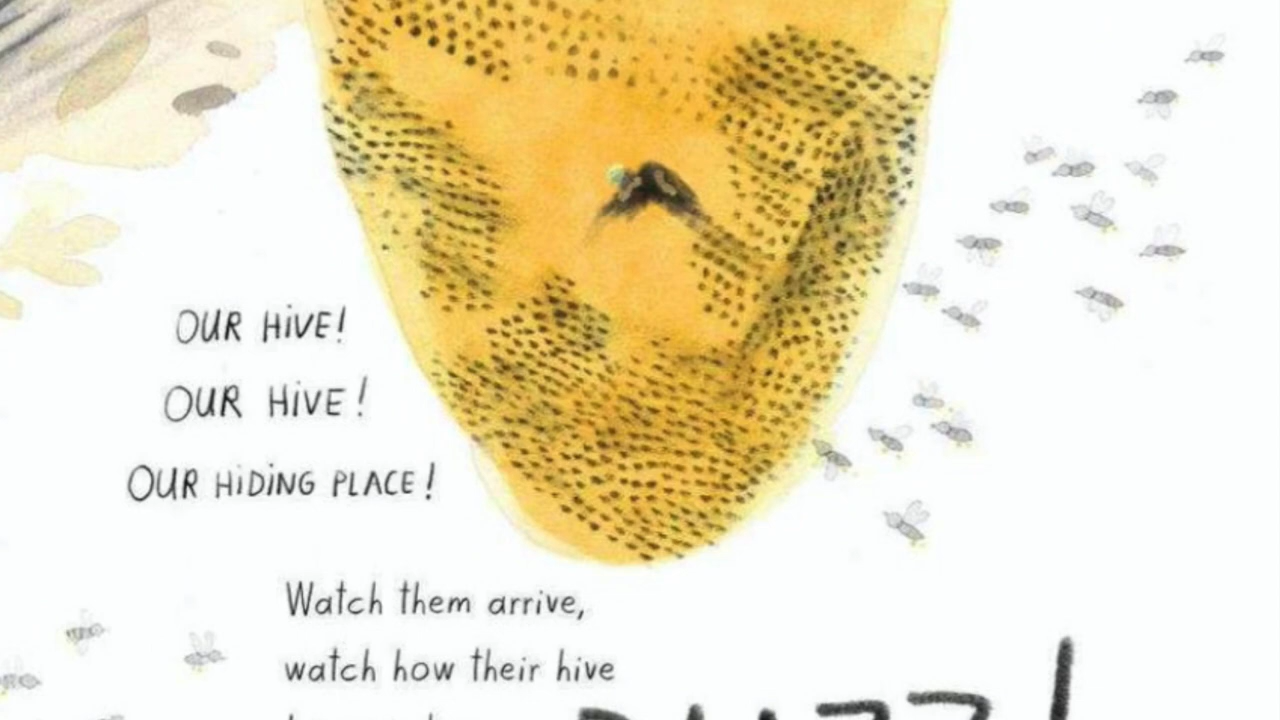 OUR HiVE!
OUR HiVE!
OUR HiDiNG PLACE!
Watch them arrive,
watch how their hive